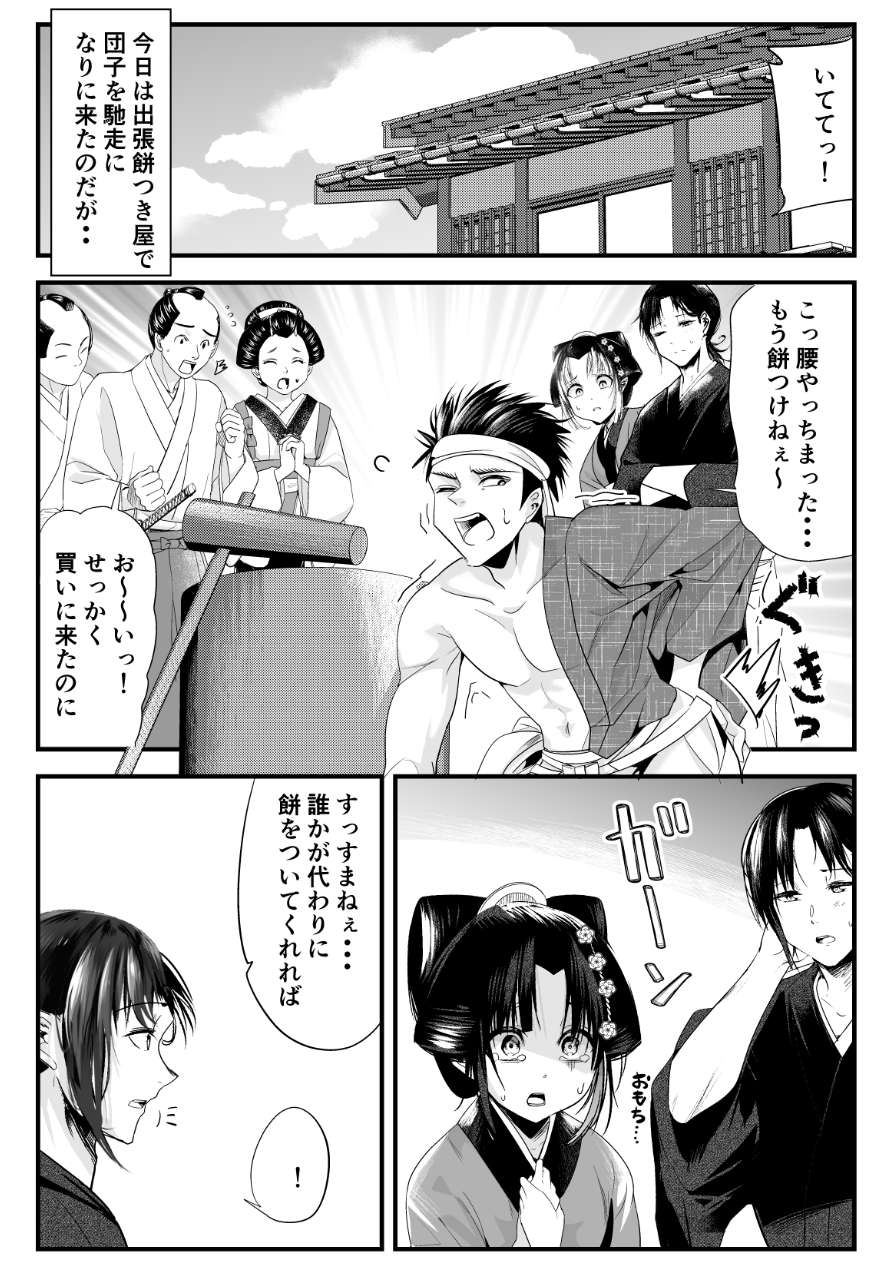 いててっ！
今日は出張餅つき屋で
団子を馳走に
なりに来たのだが・・
こっ腰やっちまった・・・
もう餅つけねぇ～
ぐきっ
お～～いっ！
せっかく
買いに来たのに
ガーン
おもち…
すっすまねぇ・・・
誰かが代わりに
餅をついてくれれば
！